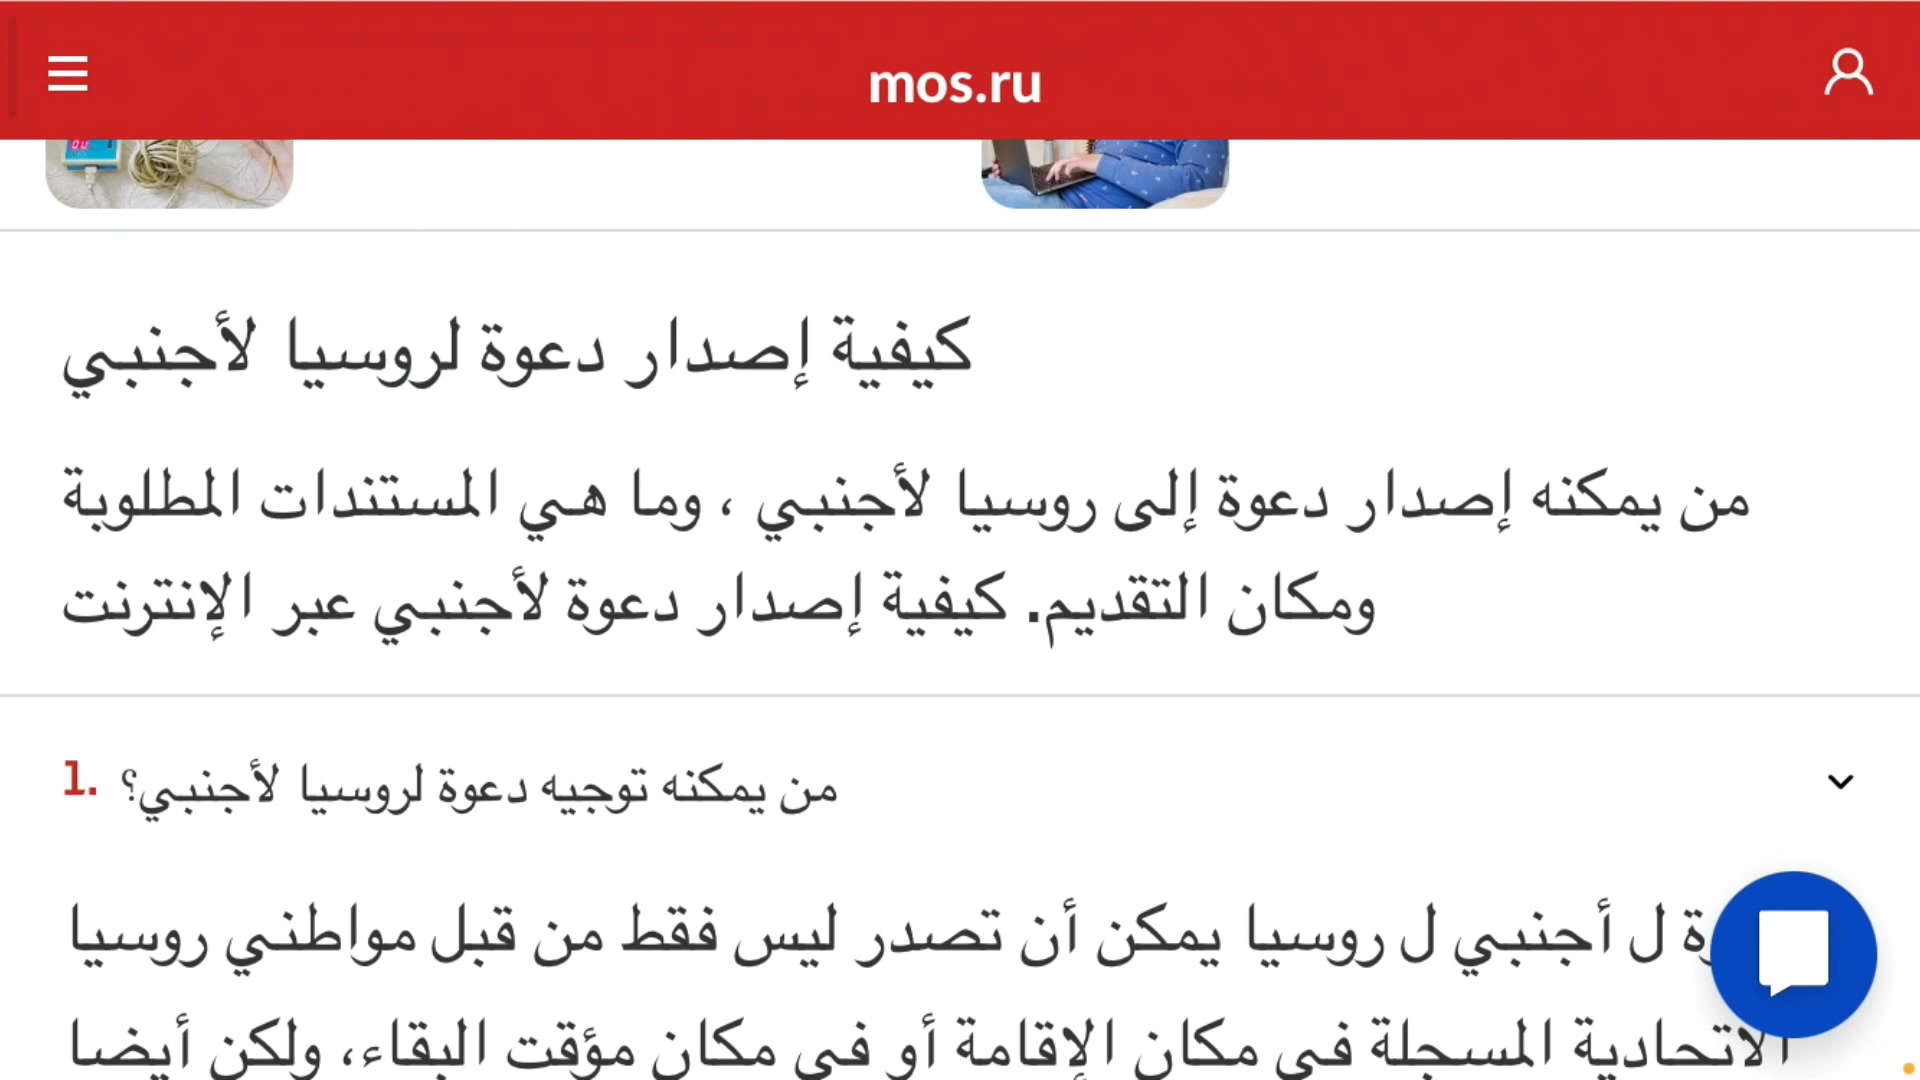 mos.ru
كيفية إصدار دعوة لروسيا لأجنبي
من يمكنه إصدار دعوة إلى روسيا لأجنبي ، وما هي المستندات المطلوبة
ومكان التقديم. كيفية إصدار دعوة لأجنبي عبر الإنترنت
1. من يمكنه توجيه دعوة لروسيا لأجنبي؟
ل أجنبي ل روسيا يمكن أن تصدر ليس فقط من قبل مواطني روسيا
الاتحادية المسجلة في مكان الإقامة أو في مكان مؤقت البقاء، ولكن أيضا